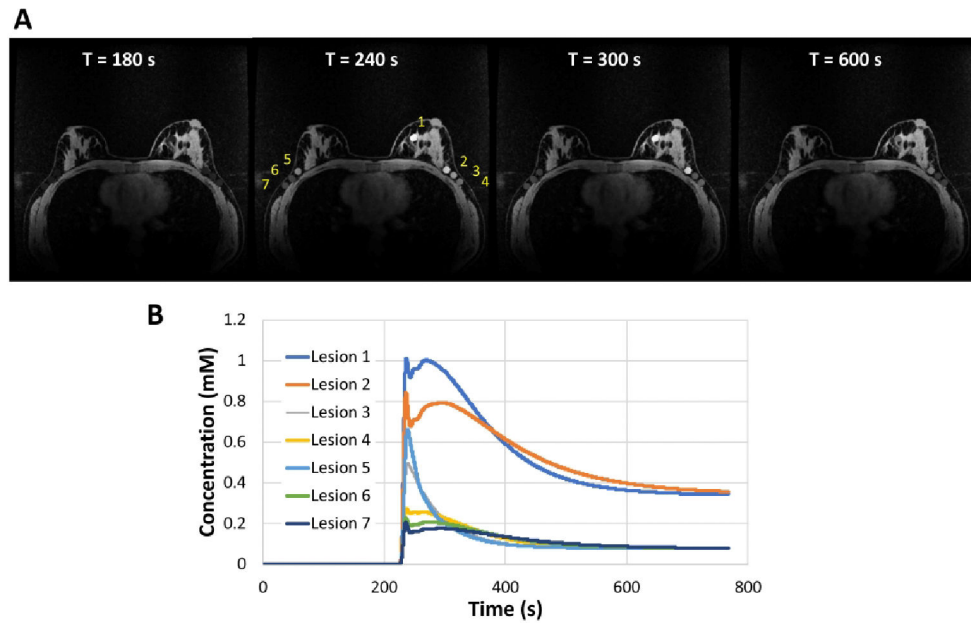 A
T = 180 s
T = 240 s
T = 300 s
T = 600 s
1
5
6
7
2
3
4
B
1.2
1
0.8
0.6
0.4
0.2
0
Concentration (mM)
Lesion 1
Lesion 2
Lesion 3
Lesion 4
Lesion 5
Lesion 6
Lesion 7
0
200
400
600
800
Time (s)